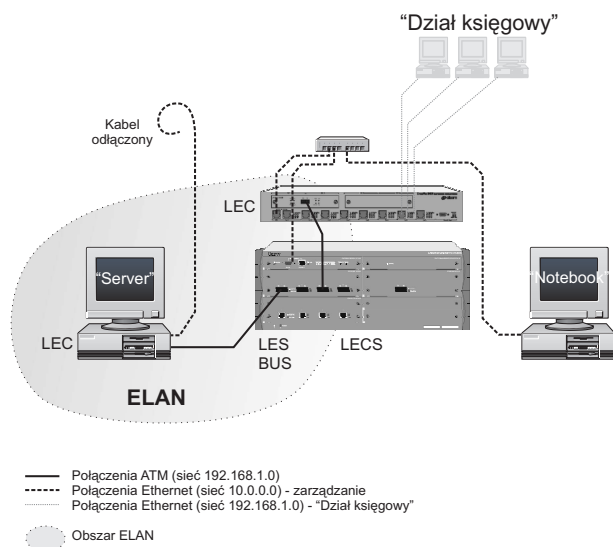 “Dział księgowy”
Kabel
odłączony
LEC
“Server”
“Notebook”
LEC
LES
BUS
LECS
ELAN
Połączenia ATM (sieć 192.168.1.0)
Połączenia Ethernet (sieć 10.0.0.0) - zarządzanie
Połączenia Ethernet (sieć 192.168.1.0) - “Dział księgowy”
Obszar ELAN